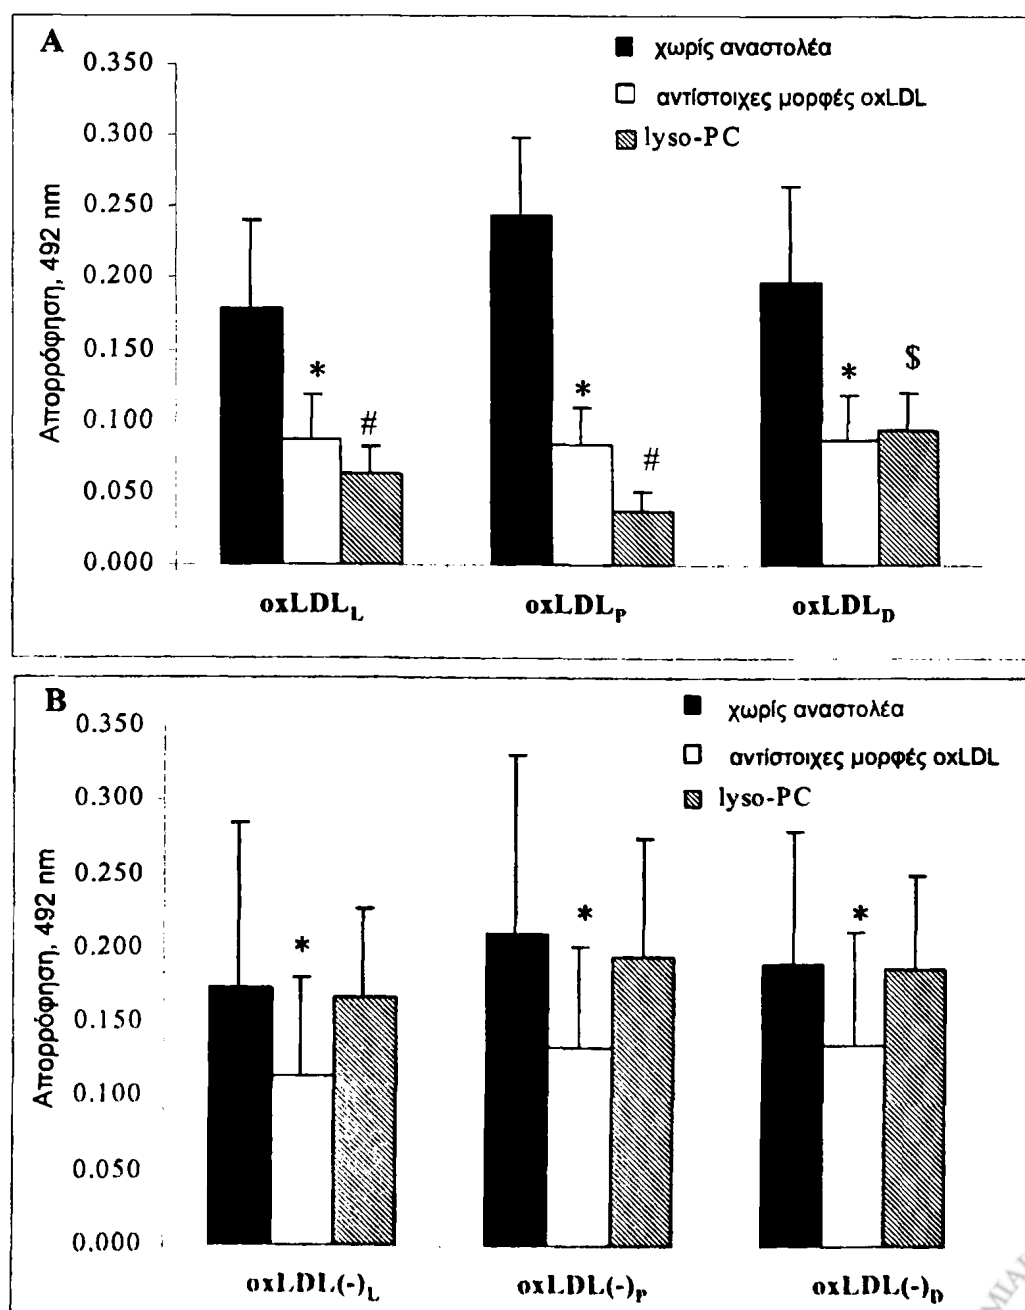 A
χωρίς αναστολέα
αντίστοιχες μορφές oxLDL
lyso-PC
Απορρόφηση, 492 nm
0.350
0.300
0.250
0.200
0.150
0.100
0.050
0.000
*
#
*
#
*
$
oxLDL_L
oxLDL_P
oxLDL_D
B
χωρίς αναστολέα
αντίστοιχες μορφές oxLDL
lyso-PC
Απορρόφηση, 492 nm
0.350
0.300
0.250
0.200
0.150
0.100
0.050
0.000
*
*
*
oxLDL(-)_L
oxLDL(-)_P
oxLDL(-)_D